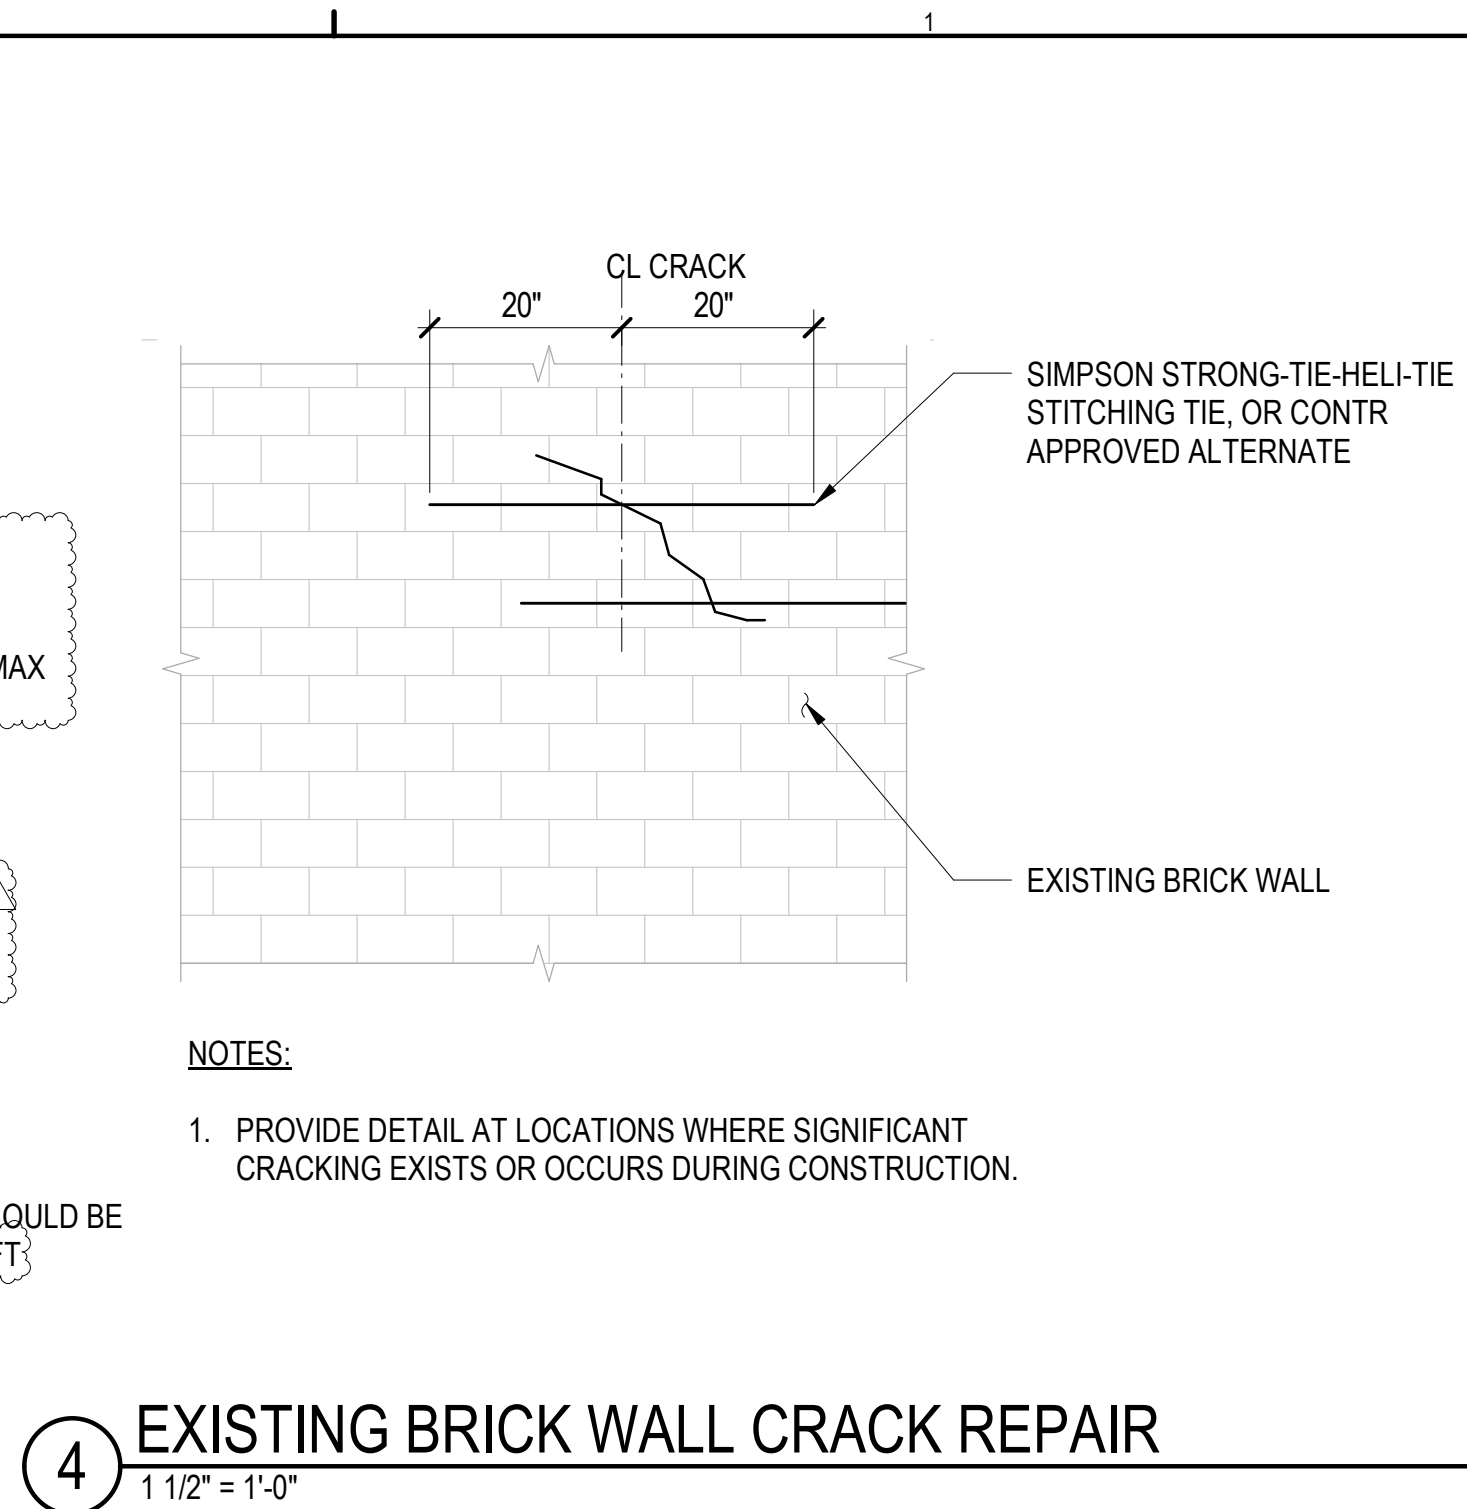 1
CL CRACK
20" 20"
SIMPSON STRONG-TIE-HELI-TIE
STITCHING TIE, OR CONTR
APPROVED ALTERNATE
MAX
EXISTING BRICK WALL
NOTES:
1. PROVIDE DETAIL AT LOCATIONS WHERE SIGNIFICANT
CRACKING EXISTS OR OCCURS DURING CONSTRUCTION.
OULD BE
FT
4 EXISTING BRICK WALL CRACK REPAIR
1 1/2" = 1'-0"